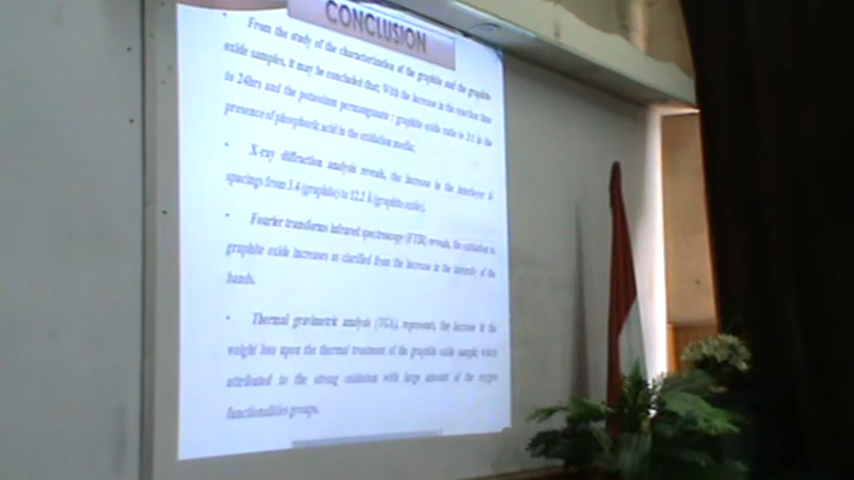 CONCLUSION
• From the study of the characterization of the graphite and the graphite
oxide samples, it may be concluded that; With the increase in the reaction time
to 24hrs and the potassium permanganate : graphite oxide ratio to 3:1 in the
presence of phosphoric acid in the oxidation media;
• X-ray diffraction analysis reveals, the increase in the interlayer
spacings from 3.4 (graphite) to 12.2 Å (graphite oxide).
• Fourier transforms infrared spectroscopy (FTIR) reveals, the oxidation in
graphite oxide increases as clarified from the increase in the intensity of the
bands.
• Thermal gravimetric analysis (TGA), represents, the increase in the
weight loss upon the thermal treatment of the graphite oxide sample, which
attributed to the strong oxidation with large amount of the oxygen
functionalities groups.